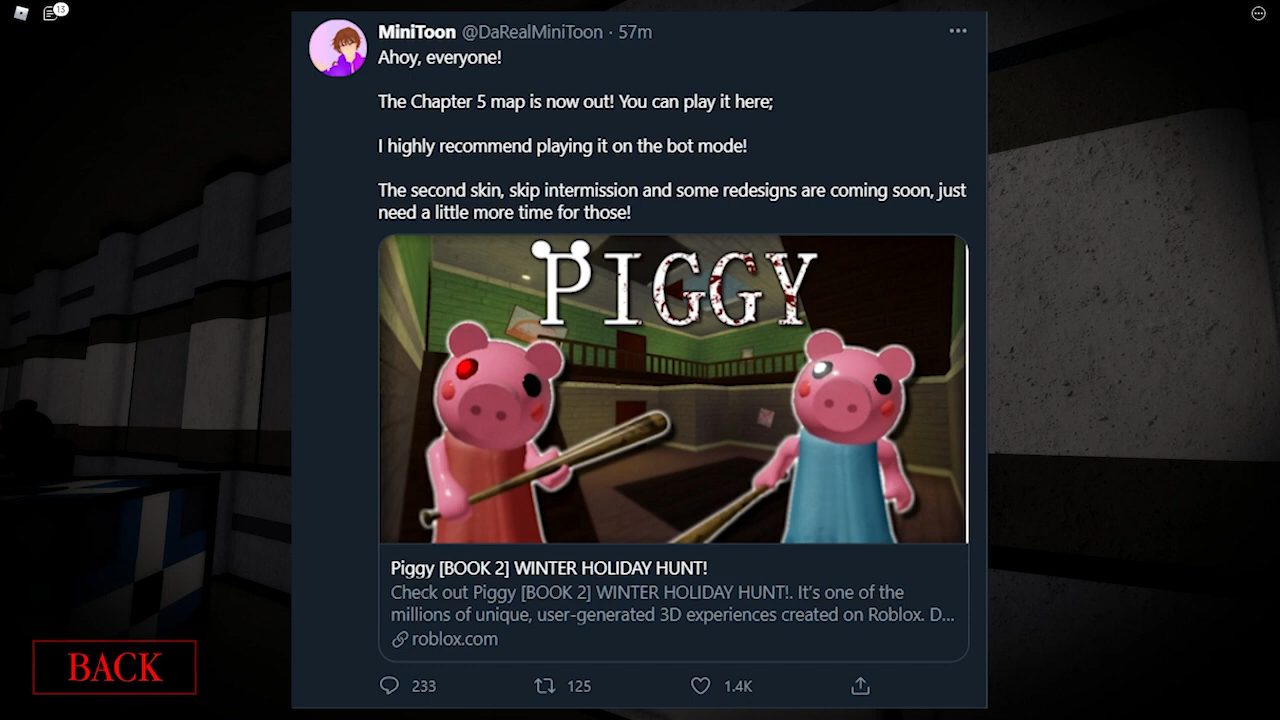 13
MiniToon @DaRealMiniToon · 57m
Ahoy, everyone!
The Chapter 5 map is now out! You can play it here;
I highly recommend playing it on the bot mode!
The second skin, skip intermission and some redesigns are coming soon, just
need a little more time for those!
PIGGY
Piggy [BOOK 2] WINTER HOLIDAY HUNT!
Check out Piggy [BOOK 2] WINTER HOLIDAY HUNT!. It's one of the
millions of unique, user-generated 3D experiences created on Roblox. D...
roblox.com
BACK
233 125 1.4K